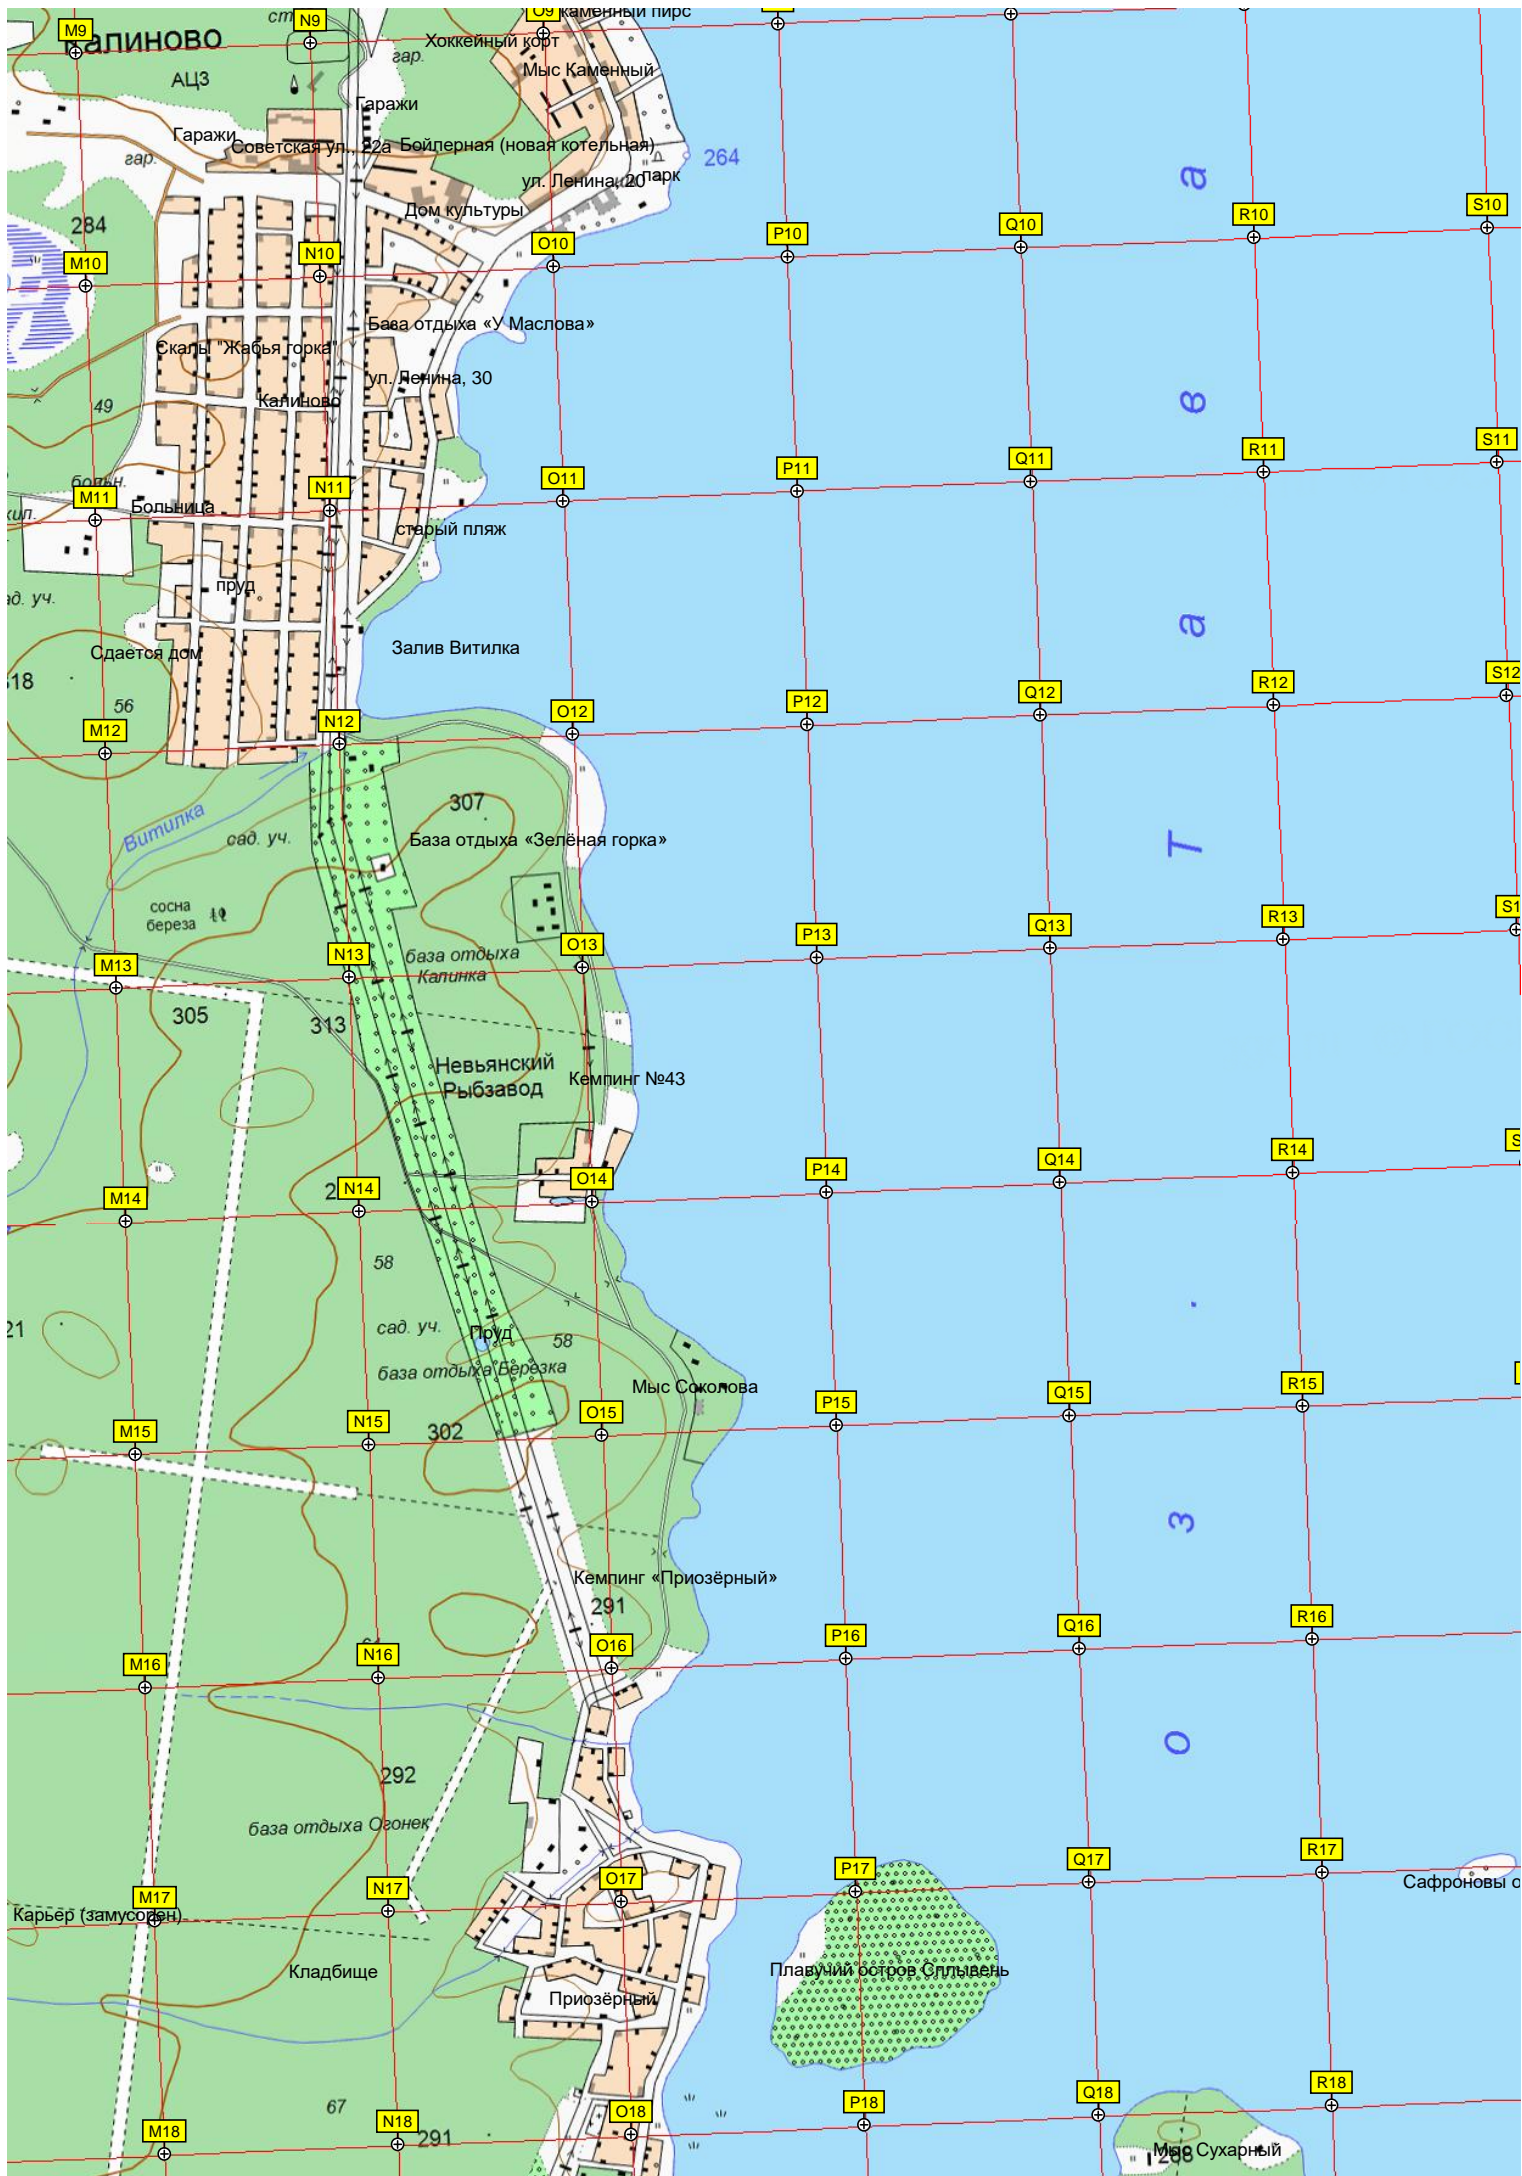 O9
каменный пирс
M9
N9
Калиново
Хоккейный корт
гар.
Мыс Каменный
АЦЗ
Гаражи
Гаражи
Советская ул., 22а
Бойлерная (новая котельная)
гар.
264
ул. Ленина, 20
парк
а
Дом культуры
284
S10
R10
Q10
P10
O10
N10
M10
База отдыха «У Маслова»
Скалы "Жабья горка"
ул. Ленина, 30
Калиново
в
49
S11
R11
Q11
P11
O11
больн.
N11
M11
Больница
старый пляж
пруд
уч.
а
Залив Витилка
Сдается дом
56
S12
R12
Q12
P12
O12
N12
M12
307
Витилка
сад. уч.
База отдыха «Зелёная горка»
Т
сосна
береза
R13
Q13
P13
O13
N13
M13
база отдыха
Калинка
305
313
Невьянский
Рыбзавод
Кемпинг №43
R14
Q14
P14
O14
N14
M14
58
сад. уч.
Пруд
58
база отдыха Березка
Мыс Соколова
.
R15
Q15
P15
O15
N15
M15
302
з
Кемпинг «Приозёрный»
291
R16
Q16
P16
O16
N16
M16
о
292
база отдыха Огонек
R17
Q17
P17
O17
N17
M17
Сафроновы о
Карьер (замусорен)
Кладбище
Плавучий остров Сплывень
Приозёрный
67
R18
Q18
P18
O18
N18
M18
291
Мыс Сухарный